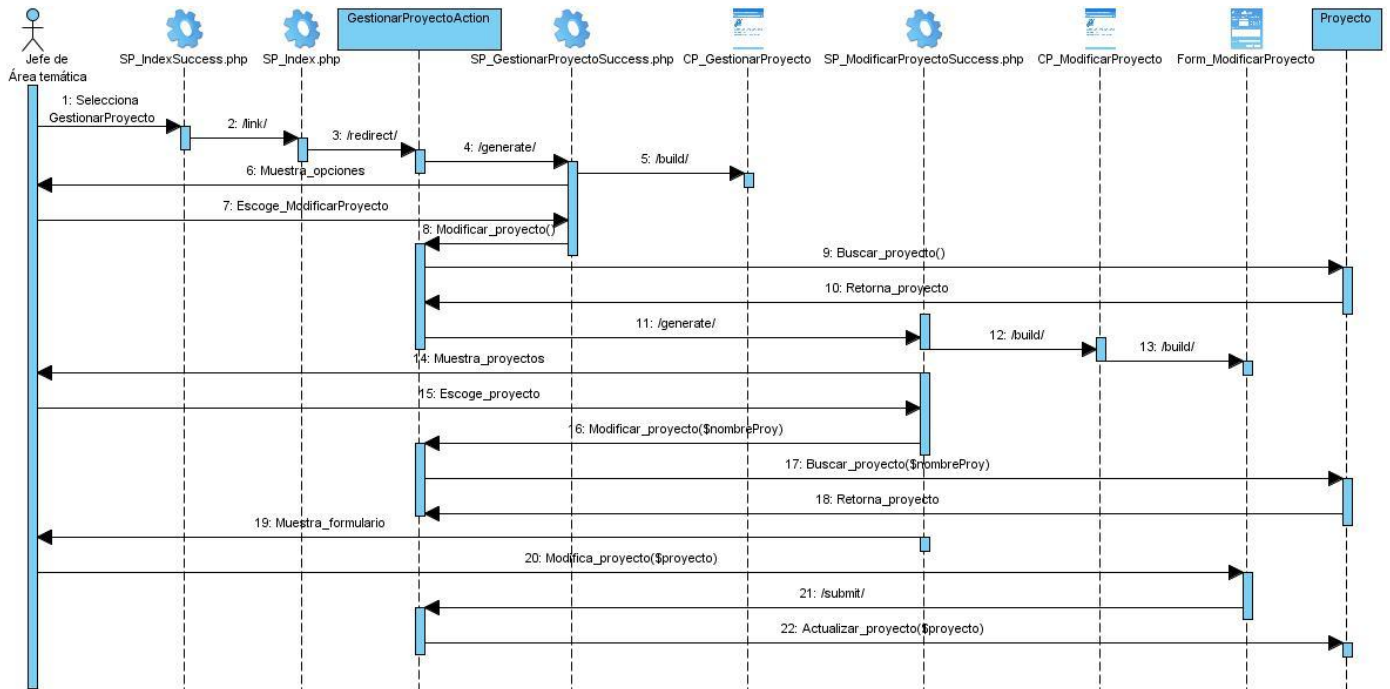 GestionarProyectoAction
Proyecto
Jefe de
Área temática
SP_IndexSuccess.php
SP_Index.php
SP_GestionarProyectoSuccess.php
CP_GestionarProyecto
SP_ModificarProyectoSuccess.php
CP_ModificarProyecto
Form_ModificarProyecto
1: Selecciona
GestionarProyecto
2: /link/
3: /redirect/
4: /generate/
5: /build/
6: Muestra_opciones
7: Escoge_ModificarProyecto
8: Modificar_proyecto()
9: Buscar_proyecto()
10: Retorna_proyecto
11: /generate/
12: /build/
13: /build/
14: Muestra_proyectos
15: Escoge_proyecto
16: Modificar_proyecto($nombreProy)
17: Buscar_proyecto($nombreProy)
18: Retorna_proyecto
19: Muestra_formulario
20: Modifica_proyecto($proyecto)
21: /submit/
22: Actualizar_proyecto($proyecto)